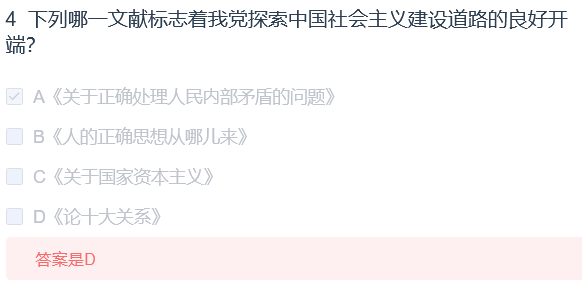 4 下列哪一文献标志着我党探索中国社会主义建设道路的良好开
端?
A《关于正确处理人民内部矛盾的问题》
B《人的正确思想从哪儿来》
C《关于国家资本主义》
D《论十大关系》
答案是D